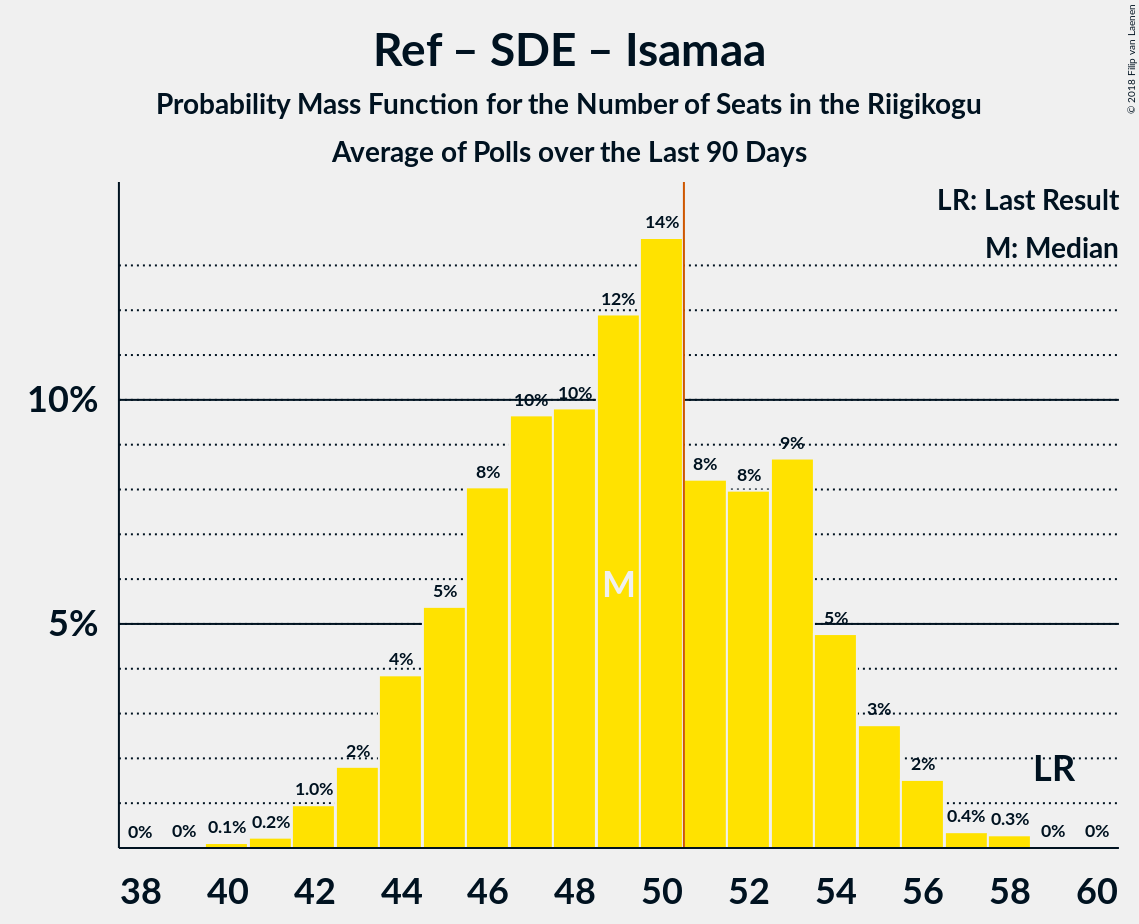 Ref – SDE – Isamaa
Probability Mass Function for the Number of Seats in the Riigikogu
Average of Polls over the Last 90 Days
© 2018 Filip van Laenen
LR: Last Result
M: Median
10%
5%
0% 0% 0.1% 0.2% 1.0% 2% 4% 5% 8% 10% 10% 12% 14% 8% 8% 9% 5% 3% 2% 0.4% 0.3% 0% 0%
M
LR
38 40 42 44 46 48 50 52 54 56 58 60